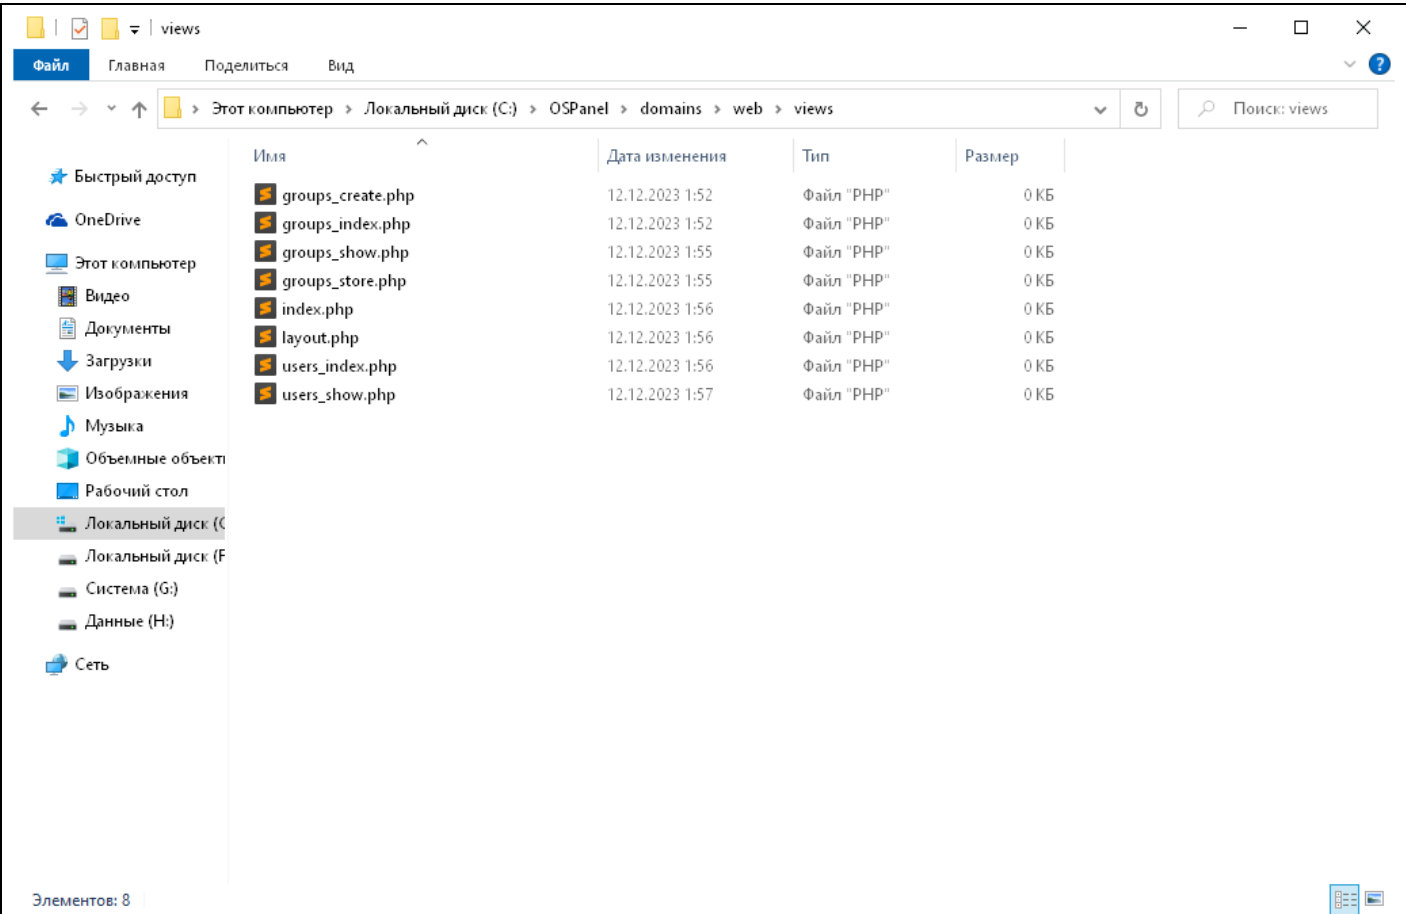 views
Файл Главная Поделиться Вид
Этот компьютер > Локальный диск (C:) > OSPanel > domains > web > views Поиск: views
Имя Дата изменения Тип Размер
Быстрый доступ
OneDrive
Этот компьютер
Видео
Документы
Загрузки
Изображения
Музыка
Объемные объекты
Рабочий стол
Локальный диск (C
Локальный диск (F
Система (G:)
Данные (H:)
Сеть
groups_create.php 12.12.2023 1:52 Файл "PHP" 0 КБ
groups_index.php 12.12.2023 1:52 Файл "PHP" 0 КБ
groups_show.php 12.12.2023 1:55 Файл "PHP" 0 КБ
groups_store.php 12.12.2023 1:55 Файл "PHP" 0 КБ
index.php 12.12.2023 1:56 Файл "PHP" 0 КБ
layout.php 12.12.2023 1:56 Файл "PHP" 0 КБ
users_index.php 12.12.2023 1:56 Файл "PHP" 0 КБ
users_show.php 12.12.2023 1:57 Файл "PHP" 0 КБ
Элементов: 8